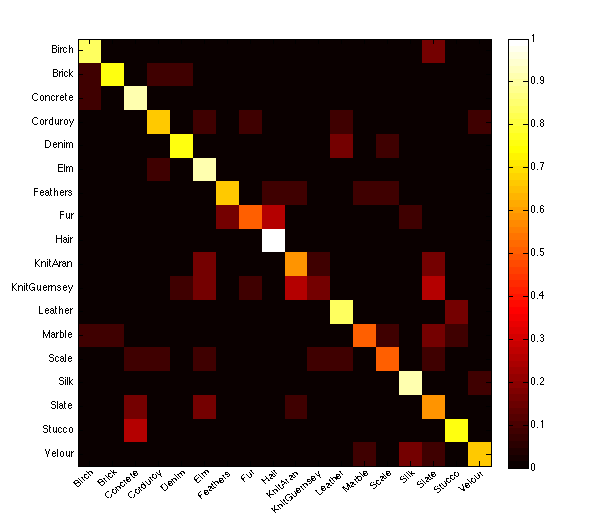 Birch
Brick
Concrete
Corduroy
Denim
Elm
Feathers
Fur
Hair
KnitAran
KnitGuernsey
Leather
Marble
Scale
Silk
Slate
Stucco
Velour
Birch
Brick
Concrete
Corduroy
Denim
Elm
Feathers
Fur
Hair
KnitAran
KnitGuernsey
Leather
Marble
Scale
Silk
Slate
Stucco
Velour
1
0.9
0.8
0.7
0.6
0.5
0.4
0.3
0.2
0.1
0